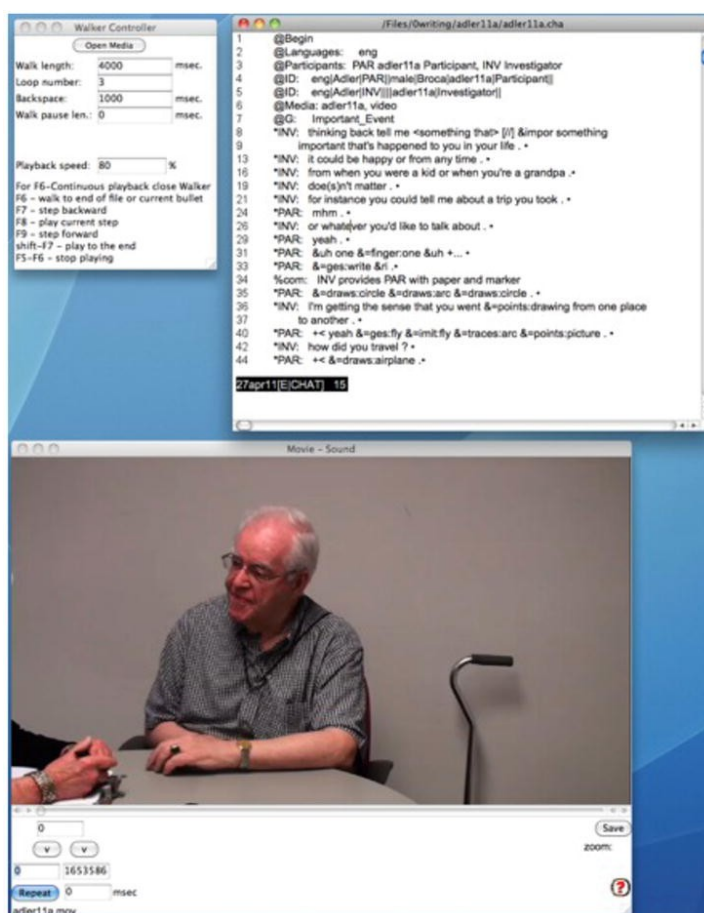 Walker Controller
Open Media
Walk length: 4000 msec.
Loop number: 3
Backspace: 1000 msec.
Walk pause len.: 0 msec.
Playback speed: 80 %
For F6-Continuous playback close Walker
F6 - walk to end of file or current bullet
F7 - step backward
F8 - play current step
F9 - step forward
shift-F7 - play to the end
F5-F6 - stop playing
/Files/0writing/adler11a/adler11a.cha
1 @Begin
2 @Languages: eng
3 @Participants: PAR adler11a Participant, INV Investigator
4 @ID: eng|Adler|PAR||male|Broca|adler11a|Participant||
5 @ID: eng|Adler|INV||||adler11a|Investigator||
6 @Media: adler11a, video
7 @G: Important_Event
8 *INV: thinking back tell me <something that> [//] &impor something
9 important that's happened to you in your life . •
13 *INV: it could be happy or from any time . •
16 *INV: from when you were a kid or when you're a grandpa .•
19 *INV: doe(s)n't matter . •
21 *INV: for instance you could tell me about a trip you took . •
24 *PAR: mhm . •
26 *INV: or whatever you'd like to talk about . •
29 *PAR: yeah . •
31 *PAR: &uh one &=finger:one &uh +... •
33 *PAR: &=ges:write &ri .•
34 %com: INV provides PAR with paper and marker
35 *PAR: &=draws:circle &=draws:arc &=draws:circle . •
36 *INV: I'm getting the sense that you went &=points:drawing from one place
37 to another . •
40 *PAR: +< yeah &=ges:fly &=imit:fly &=traces:arc &=points:picture . •
42 *INV: how did you travel ? •
44 *PAR: +< &=draws:airplane .•
27apr11[E|CHAT] 15
Movie - Sound
0
Save
v v
zoom:
0 1653586
Repeat 0 msec
?
adler11a.mov